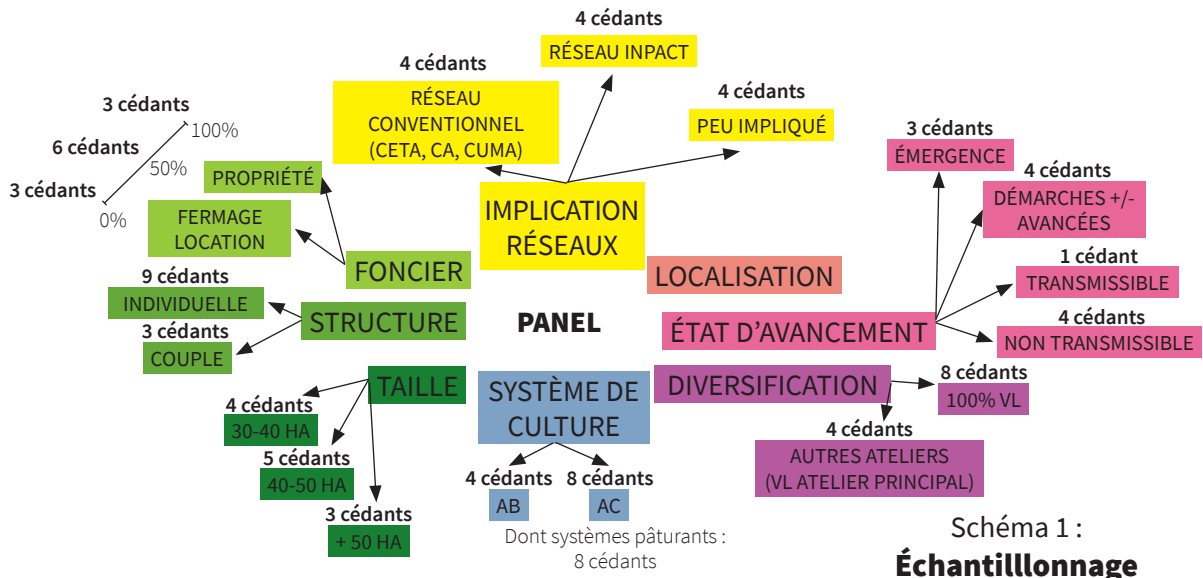 4 cédants
RÉSEAU INPACT
4 cédants
RÉSEAU
CONVENTIONNEL
(CETA, CA, CUMA)
4 cédants
PEU IMPLIQUÉ
3 cédants
100%
6 cédants
50%
3 cédants
0%
PROPRIÉTÉ
FERMAGE
LOCATION
FONCIER
IMPLICATION
RÉSEAUX
LOCALISATION
3 cédants
ÉMERGENCE
4 cédants
DÉMARCHES +/-
AVANCÉES
1 cédant
TRANSMISSIBLE
4 cédants
NON TRANSMISSIBLE
9 cédants
INDIVIDUELLE
3 cédants
COUPLE
STRUCTURE
PANEL
ÉTAT D’AVANCEMENT
TAILLE
4 cédants
30-40 HA
5 cédants
40-50 HA
3 cédants
+ 50 HA
SYSTÈME DE
CULTURE
4 cédants
AB
8 cédants
AC
Dont systèmes pâturants :
8 cédants
DIVERSIFICATION
8 cédants
100% VL
4 cédants
AUTRES ATELIERS
(VL ATELIER PRINCIPAL)
Schéma 1 :
Échantilllonnage